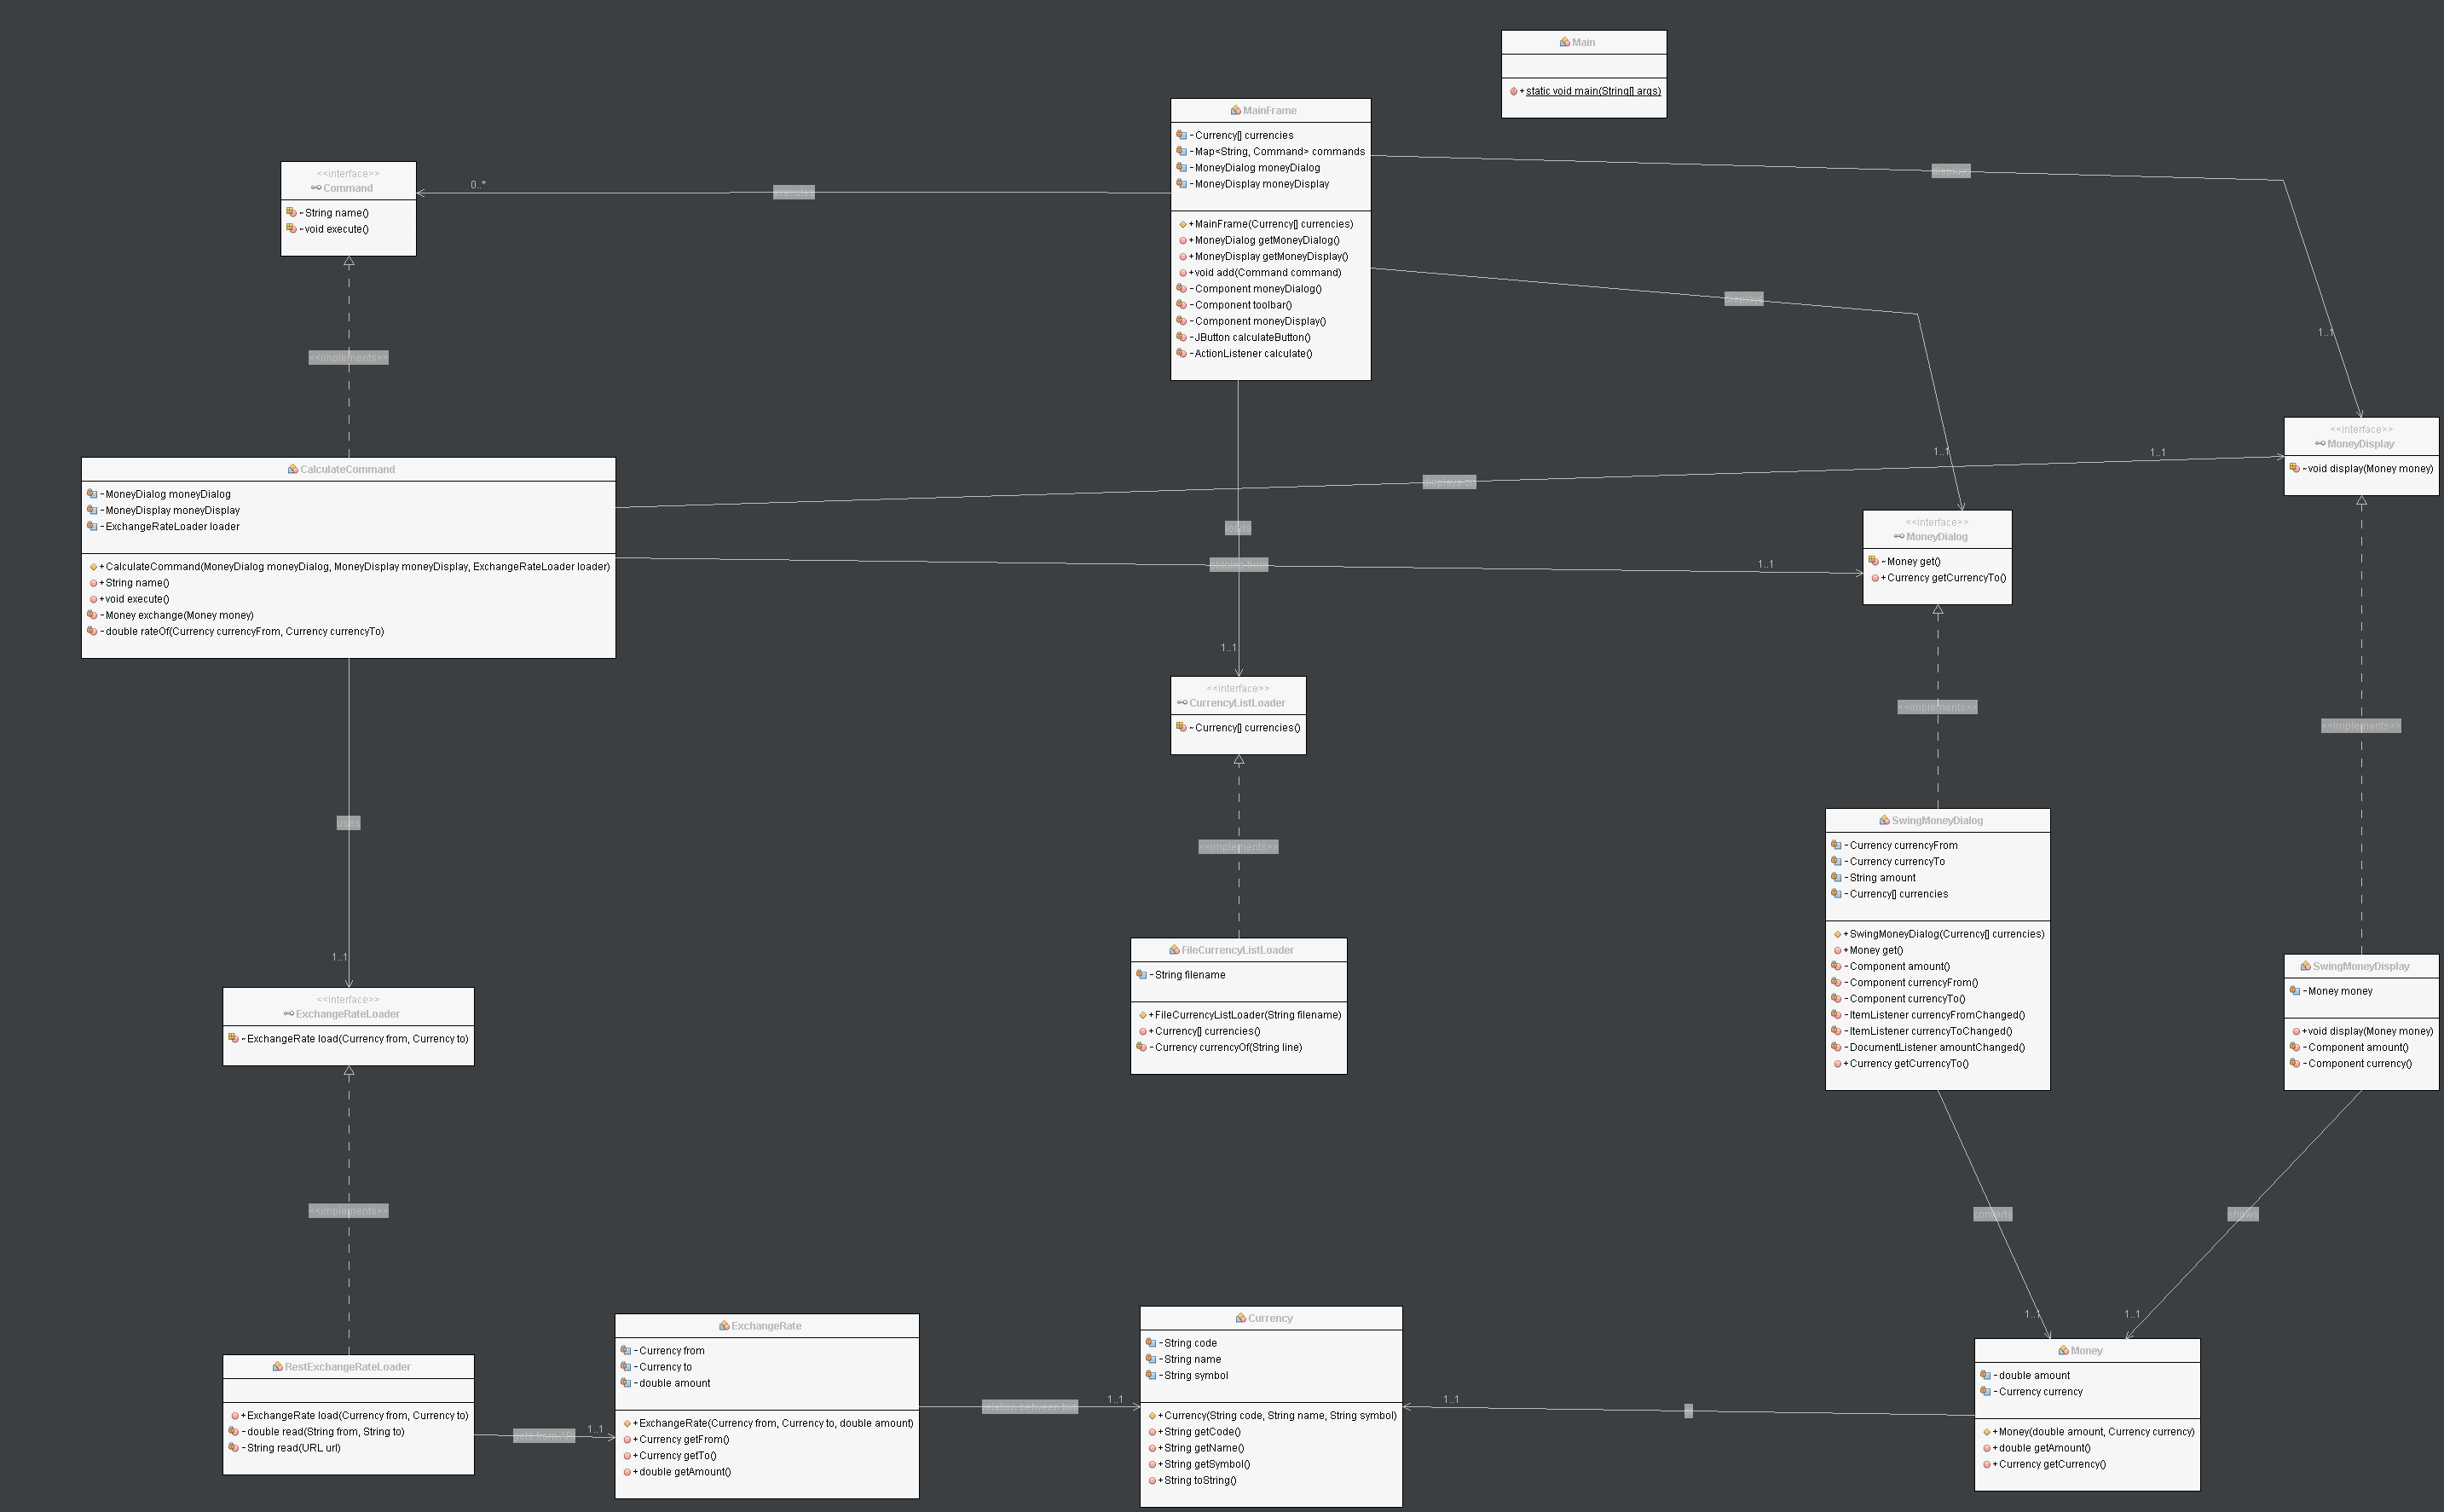 Main
+ static void main(String[] args)
MainFrame
- Currency[] currencies
- Map<String, Command> commands
- MoneyDialog moneyDialog
- MoneyDisplay moneyDisplay
+ MainFrame(Currency[] currencies)
+ MoneyDialog getMoneyDialog()
+ MoneyDisplay getMoneyDisplay()
+ void add(Command command)
- Component moneyDialog()
- Component toolbar()
- Component moneyDisplay()
- JButton calculateButton()
- ActionListener calculate()
displays
displays
1..1
executes
0..*
<<interface>>
Command
~ String name()
~ void execute()
<<implements>>
CalculateCommand
- MoneyDialog moneyDialog
- MoneyDisplay moneyDisplay
- ExchangeRateLoader loader
+ CalculateCommand(MoneyDialog moneyDialog, MoneyDisplay moneyDisplay, ExchangeRateLoader loader)
+ String name()
+ void execute()
- Money exchange(Money money)
- double rateOf(Currency currencyFrom, Currency currencyTo)
displays on
1..1
1..1
<<interface>>
MoneyDisplay
~ void display(Money money)
<<interface>>
MoneyDialog
~ Money get()
+ Currency getCurrencyTo()
loads
1..1
1..1
<<interface>>
CurrencyListLoader
~ Currency[] currencies()
<<implements>>
<<implements>>
<<implements>>
uses
1..1
SwingMoneyDialog
- Currency currencyFrom
- Currency currencyTo
- String amount
- Currency[] currencies
+ SwingMoneyDialog(Currency[] currencies)
+ Money get()
- Component amount()
- Component currencyFrom()
- Component currencyTo()
- ItemListener currencyFromChanged()
- ItemListener currencyToChanged()
- DocumentListener amountChanged()
+ Currency getCurrencyTo()
FileCurrencyListLoader
- String filename
+ FileCurrencyListLoader(String filename)
+ Currency[] currencies()
- Currency currencyOf(String line)
SwingMoneyDisplay
- Money money
+ void display(Money money)
- Component amount()
- Component currency()
<<interface>>
ExchangeRateLoader
~ ExchangeRate load(Currency from, Currency to)
<<implements>>
converts
shows
1..1
1..1
RestExchangeRateLoader
+ ExchangeRate load(Currency from, Currency to)
- double read(String from, String to)
- String read(URL url)
1..1
ExchangeRate
- Currency from
- Currency to
- double amount
+ ExchangeRate(Currency from, Currency to, double amount)
+ Currency getFrom()
+ Currency getTo()
+ double getAmount()
relation between two
1..1
Currency
- String code
- String name
- String symbol
+ Currency(String code, String name, String symbol)
+ String getCode()
+ String getName()
+ String getSymbol()
+ String toString()
1..1
Money
- double amount
- Currency currency
+ Money(double amount, Currency currency)
+ double getAmount()
+ Currency getCurrency()